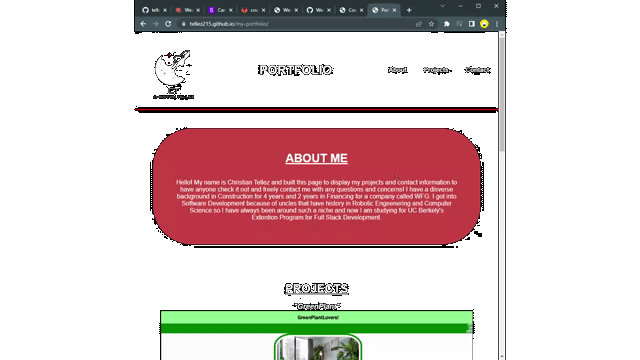 tellez215.github.io/my-portfolio/
PORTFOLIO
About
Projects
Contact
ABOUT ME
Hello! My name is Christian Tellez and built this page to display my projects and contact information to
have anyone check it out and freely contact me with any questions and concerns! I have a disverse
background in Construction for 4 years and 2 years in Financing for a company called WFG. I got into
Software Development because of uncles that have history in Robotic Engeenering and Computer
Science so I have always been around such a niche and now I am studying for UC Berkely's
Extention Program for Full Stack Development.
PROJECTS
"GreenPlans"
GreenPlantLovers!